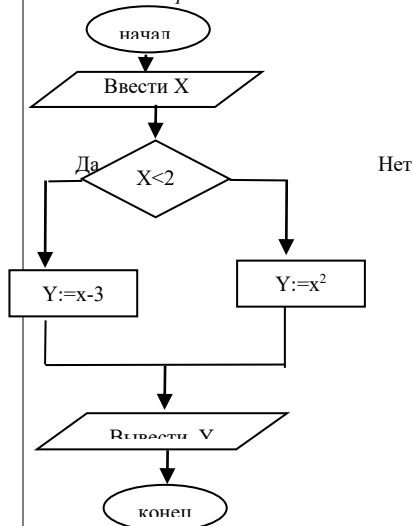 начал
Ввести X
Да
X<2
Нет
Y:=x-3
Y:=x²
Вывести Y
конец